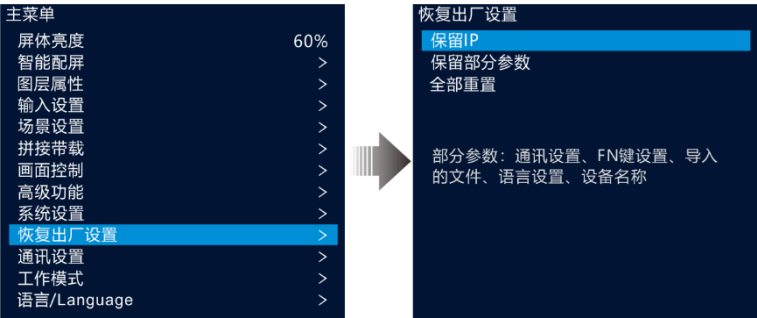 主菜单
屏体亮度 60%
智能配屏 >
图层属性 >
输入设置 >
场景设置 >
拼接带载 >
画面控制 >
高级功能 >
系统设置 >
恢复出厂设置 >
通讯设置 >
工作模式 >
语言/Language >
恢复出厂设置
保留IP
保留部分参数
全部重置
部分参数：通讯设置、FN键设置、导入
的文件、语言设置、设备名称